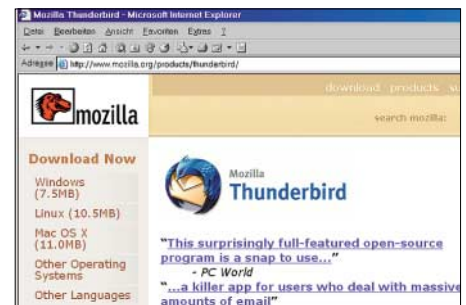 Mozilla Thunderbird - Microsoft Internet Explorer
Datei Bearbeiten Ansicht Favoriten Extras ?
Adresse http://www.mozilla.org/products/thunderbird/
download products
search mozilla:
mozilla
Download Now
Windows
(7.5MB)
Linux (10.5MB)
Mac OS X
(11.0MB)
Other Operating
Systems
Other Languages
Mozilla
Thunderbird
"This surprisingly full-featured open-source
program is a snap to use..."
- PC World
"...a killer app for users who deal with massive
amounts of email"